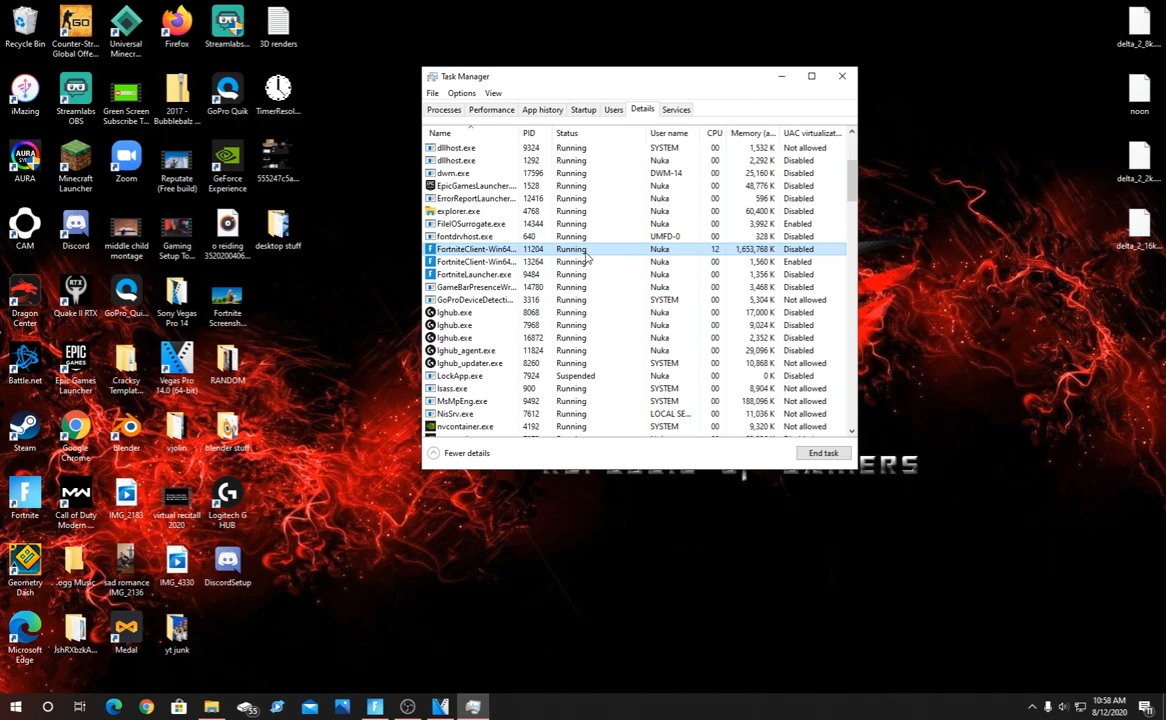 Recycle Bin
Counter-Str...
Global Offe...
Universal
Minecr...
Firefox
Streamlabs...
3D renders
iMazing
Streamlabs
OBS
Green Screen
Subscribe T...
2017 -
Bubblebalz ...
GoPro Quik
TimerResol...
AURA
Minecraft
Launcher
Zoom
Reputate
(Free build)
GeForce
Experience
555247c5a...
CAM
Discord
middle child
montage
Gaming
Setup ...
o reiding
3520200406...
desktop stuff
Dragon
Center
Quake II RTX
GoPro_Qui...
Sony Vegas
Pro 14
Fortnite
Screensh...
Battle.net
Epic Games
Launcher
Cracksy
Templat...
Vegas Pro
14.0 (64-bit)
RANDOM
Steam
Google
Chrome
blender
vjolin
blender stuff
Fortnite
Call of Duty
Modern ...
IMG_2183
virtual recitall
2020
Logitech G
HUB
Geometry
Dash
.ogg Music
sad romance
IMG_2136
IMG_4330
DiscordSetup
Microsoft
Edge
JshRXbzkA...
Medal
yt junk
Task Manager
File Options View
Processes Performance App history Startup Users Details Services
Name PID Status User name CPU Memory (a... UAC virtualizat...
dllhost.exe 9324 Running SYSTEM 00 1,532 K Not allowed
dllhost.exe 1292 Running Nuka 00 2,292 K Disabled
dwm.exe 17596 Running DWM-14 00 25,160 K Disabled
EpicGamesLauncher.... 1528 Running Nuka 00 48,776 K Disabled
ErrorReportLauncher... 12416 Running Nuka 00 596 K Disabled
explorer.exe 4768 Running Nuka 00 60,400 K Enabled
FileIOSurrogate.exe 14344 Running Nuka 00 3,992 K Enabled
fontdrvhost.exe 640 Running UMFD-0 00 328 K Disabled
FortniteClient-Win64... 11204 Running Nuka 12 1,653,768 K Disabled
FortniteClient-Win64... 13264 Running Nuka 00 1,560 K Enabled
FortniteLauncher.exe 9484 Running Nuka 00 1,356 K Disabled
GameBarPresenceWr... 14780 Running Nuka 00 3,468 K Disabled
GoProDeviceDetecti... 3316 Running SYSTEM 00 5,304 K Not allowed
lghub.exe 8068 Running Nuka 00 17,000 K Disabled
lghub.exe 7968 Running Nuka 00 9,024 K Disabled
lghub.exe 16872 Running Nuka 00 2,352 K Disabled
lghub_agent.exe 11824 Running Nuka 00 29,096 K Disabled
lghub_updater.exe 8260 Running SYSTEM 00 10,868 K Not allowed
LockApp.exe 7924 Suspended Nuka 00 0 K Disabled
lsass.exe 900 Running SYSTEM 00 8,904 K Not allowed
MsMpEng.exe 9492 Running SYSTEM 00 188,096 K Not allowed
NisSrv.exe 7612 Running LOCAL SE... 00 11,036 K Not allowed
nvcontainer.exe 4192 Running SYSTEM 00 9,320 K Not allowed
Fewer details End task
delta_2_8k....
noon
delta_2_2k....
delta_2_16k...
55
10:58 AM
8/12/2020
11